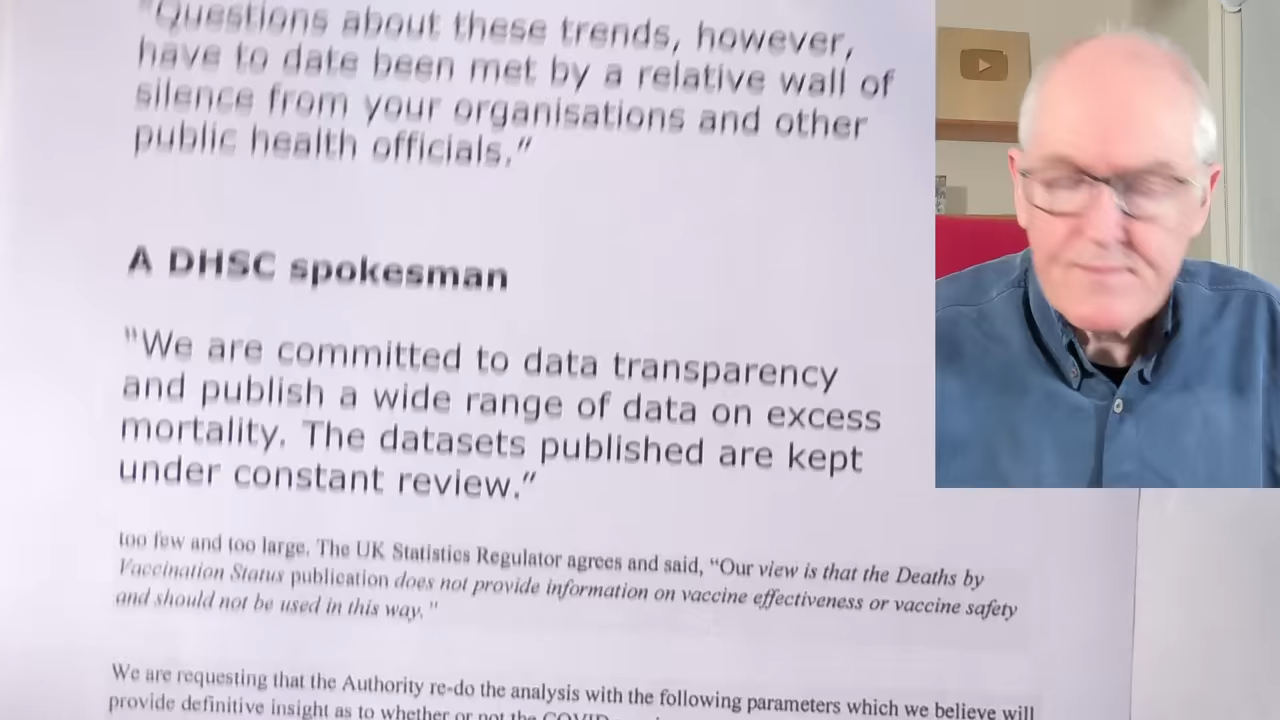 "Questions about these trends, however,
have to date been met by a relative wall of
silence from your organisations and other
public health officials."
A DHSC spokesman
"We are committed to data transparency
and publish a wide range of data on excess
mortality. The datasets published are kept
under constant review."
too few and too large. The UK Statistics Regulator agrees and said, "Our view is that the Deaths by
Vaccination Status publication does not provide information on vaccine effectiveness or vaccine safety
and should not be used in this way."
We are requesting that the Authority re-do the analysis with the following parameters which we believe will
provide definitive insight as to whether or not the COVID